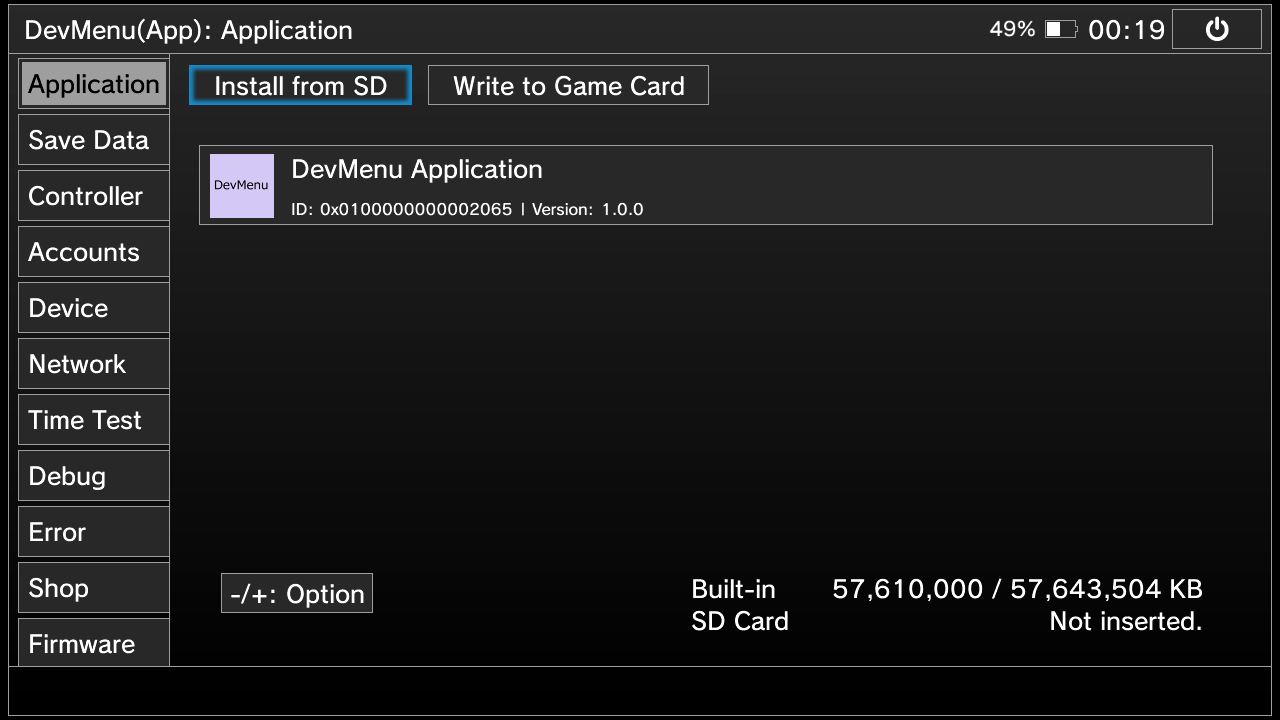 DevMenu(App): Application
49% 00:19
Application
Save Data
Controller
Accounts
Device
Network
Time Test
Debug
Error
Shop
Firmware
Install from SD Write to Game Card
DevMenu
DevMenu Application
ID: 0x0100000000002065 | Version: 1.0.0
-/+: Option
Built-in 57,610,000 / 57,643,504 KB
SD Card Not inserted.